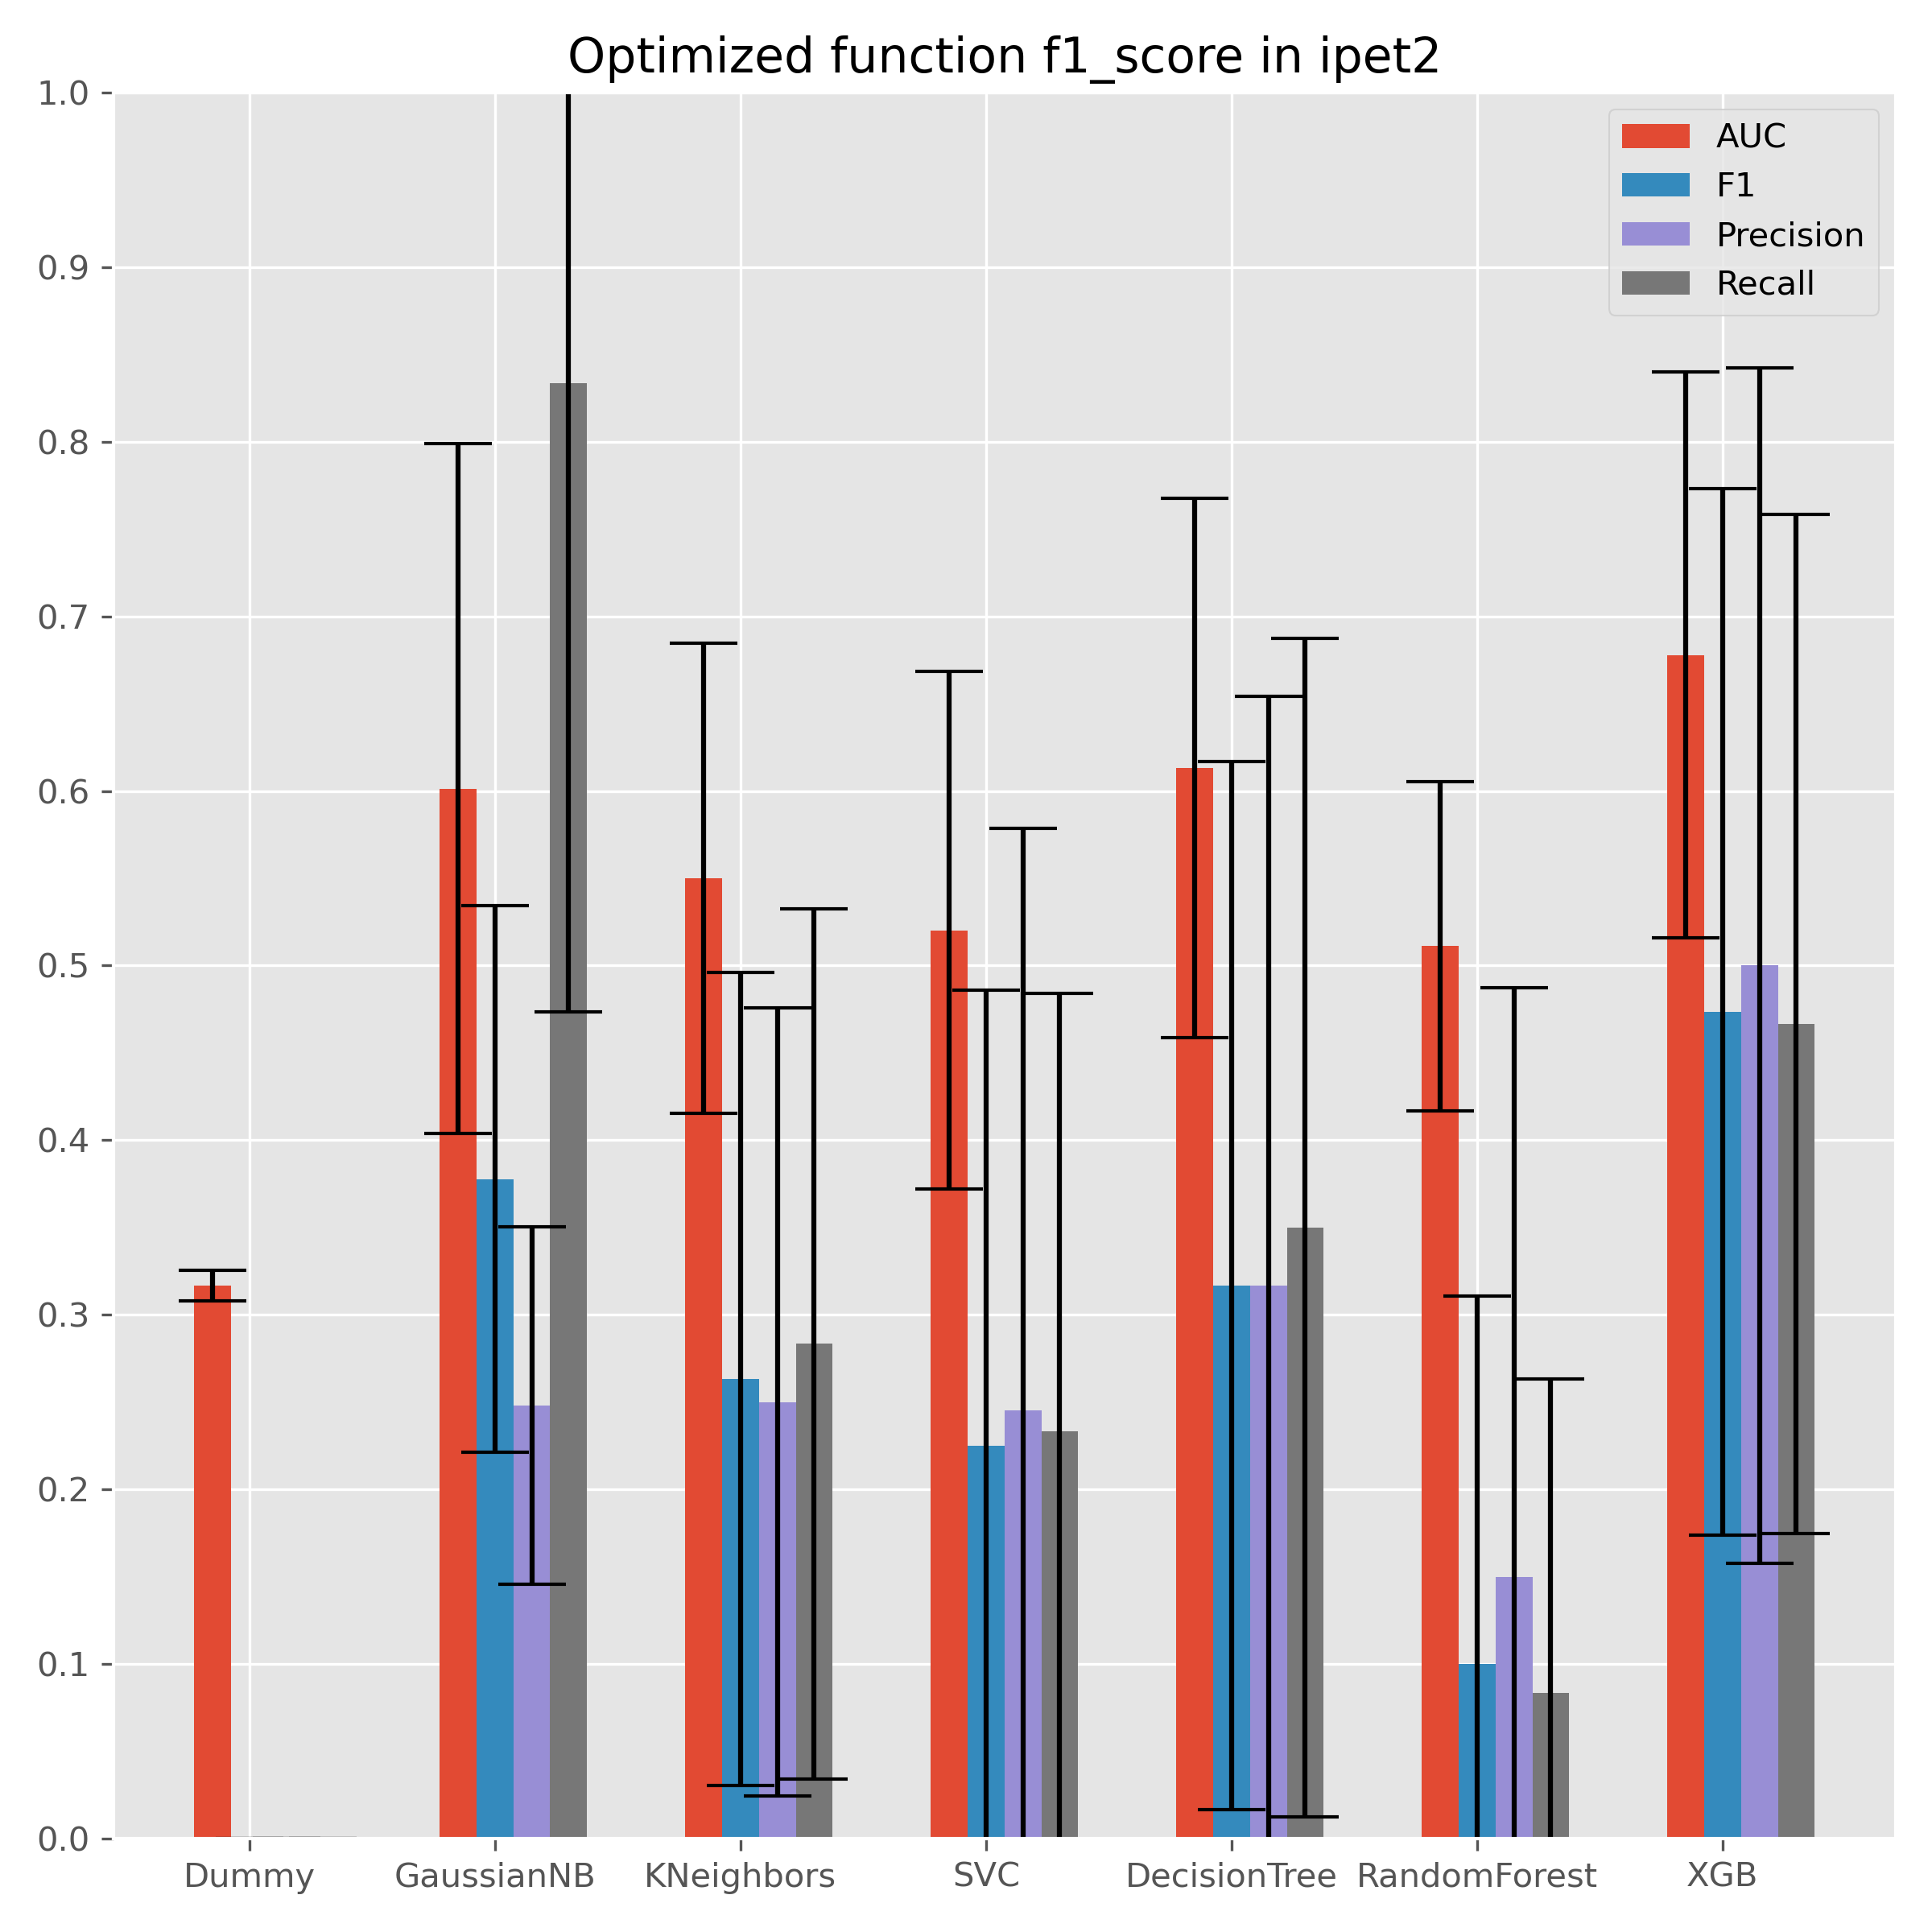 Optimized function f1_score in ipet2
AUC
F1
Precision
Recall
1.0
0.9
0.8
0.7
0.6
0.5
0.4
0.3
0.2
0.1
0.0
Dummy GaussianNB KNeighbors SVC DecisionTree RandomForest XGB